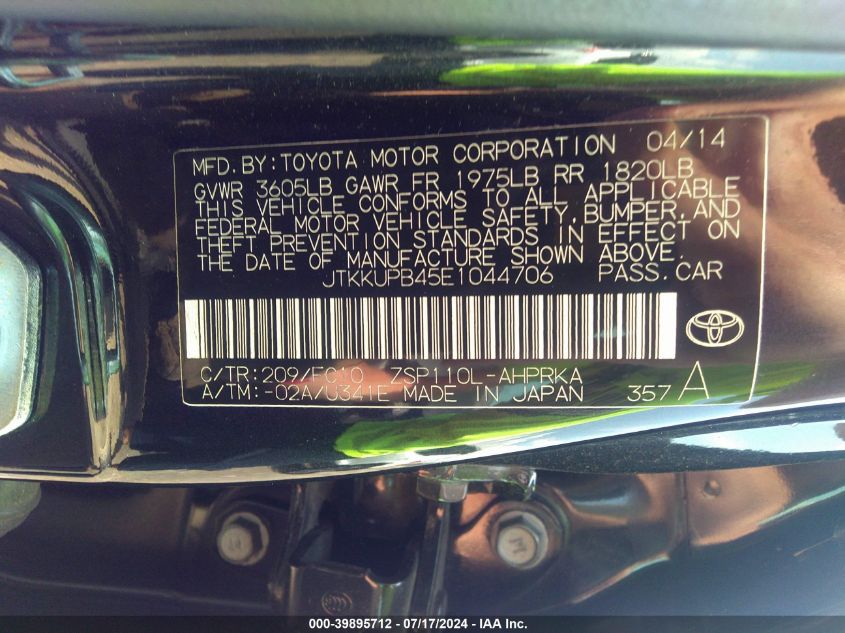 MFD.BY:TOYOTA MOTOR CORPORATION 04/14
GVWR 3605LB GAWR FR 1975LB RR 1820LB
THIS VEHICLE CONFORMS TO ALL APPLICABLE
FEDERAL MOTOR VEHICLE SAFETY,BUMPER,AND
THEFT PREVENTION STANDARDS IN EFFECT ON
THE DATE OF MANUFACTURE SHOWN ABOVE.
JTKKUPB45E1044706 PASS.CAR
C/TR:209/FC10 ZSP110L-AHPRKA
A/TM:-02A/U341E MADE IN JAPAN 357 A
000-39895712 / 07/17/2024 - IAA Inc.